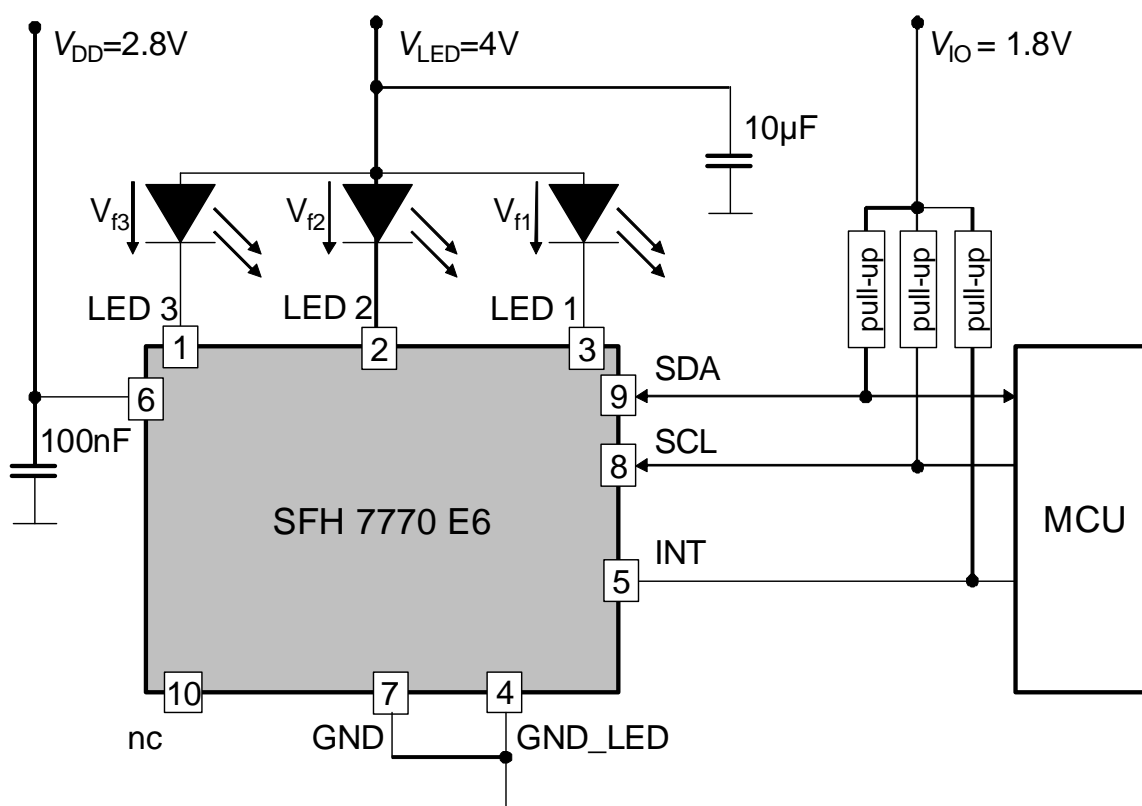 VDD=2.8V
VLED=4V
VIO = 1.8V
10µF
Vf3
Vf2
Vf1
pull-up
pull-up
pull-up
LED 3
LED 2
LED 1
1
2
3
SDA
6
9
100nF
SCL
8
SFH 7770 E6
MCU
INT
5
10
7
4
nc
GND
GND_LED